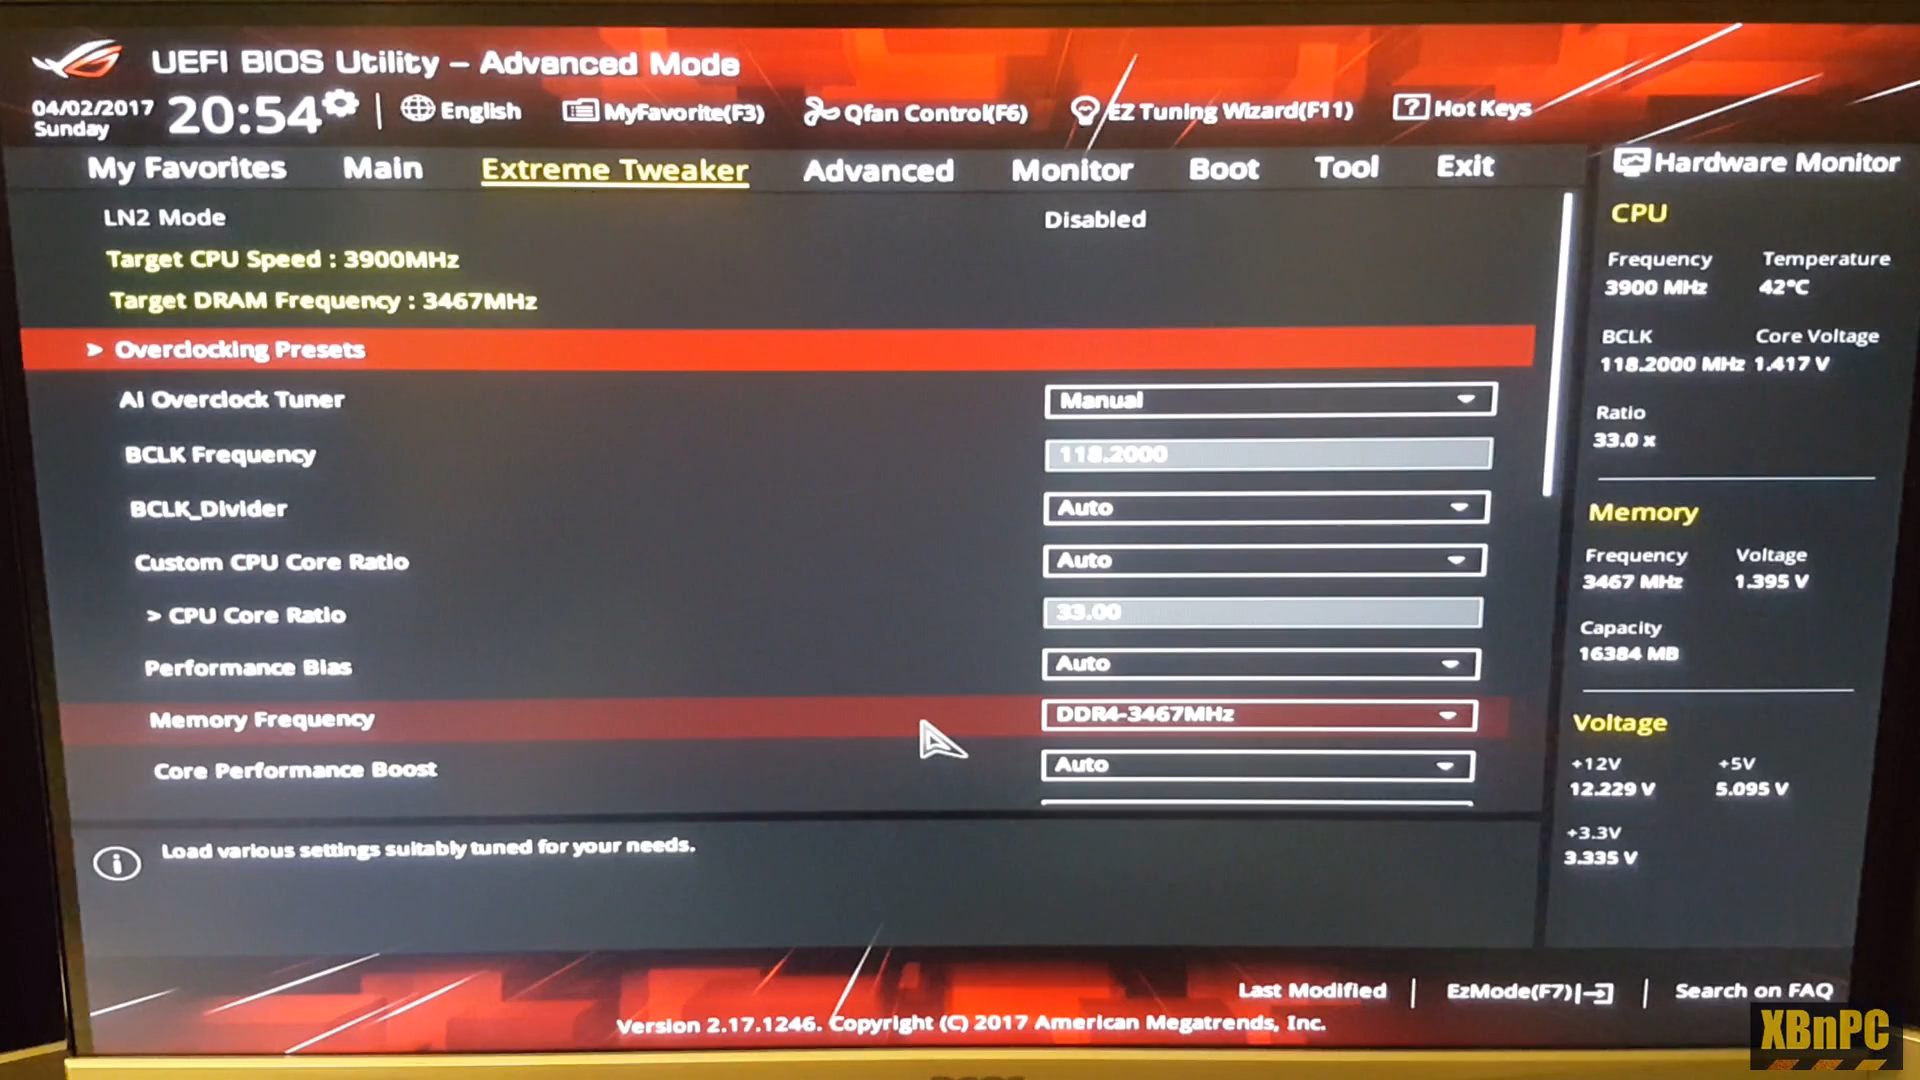 UEFI BIOS Utility – Advanced Mode
04/02/2017
Sunday
20:54
English
MyFavorite(F3)
Qfan Control(F6)
EZ Tuning Wizard(F11)
? Hot Keys
My Favorites
Main
Extreme Tweaker
Advanced
Monitor
Boot
Tool
Exit
LN2 Mode
Disabled
Target CPU Speed : 3900MHz
Target DRAM Frequency : 3467MHz
> Overclocking Presets
AI Overclock Tuner
Manual
BCLK Frequency
118.2000
BCLK_Divider
Auto
Custom CPU Core Ratio
Auto
> CPU Core Ratio
33.00
Performance Bias
Auto
Memory Frequency
DDR4-3467MHz
Core Performance Boost
Auto
i
Load various settings suitably tuned for your needs.
Hardware Monitor
CPU
Frequency Temperature
3900 MHz 42°C
BCLK Core Voltage
118.2000 MHz 1.417 V
Ratio
33.0 x
Memory
Frequency Voltage
3467 MHz 1.395 V
Capacity
16384 MB
Voltage
+12V +5V
12.229 V 5.095 V
+3.3V
3.335 V
Last Modified | EzMode(F7) | Search on FAQ
Version 2.17.1246. Copyright (C) 2017 American Megatrends, Inc.
XBnPC